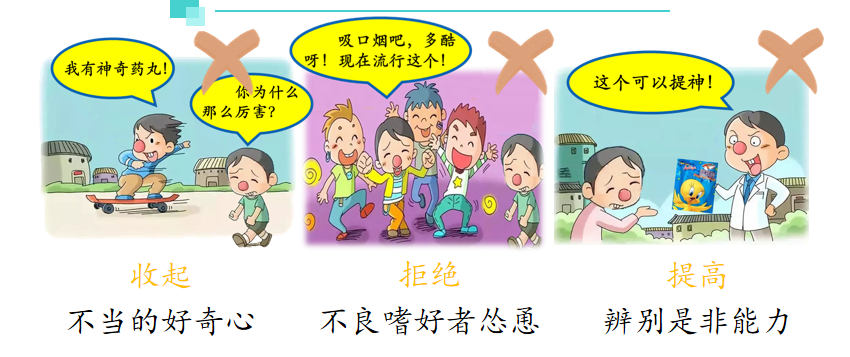 我有神奇药丸!
你为什么
那么厉害?
吸口烟吧，多酷
呀！现在流行这个!
这个可以提神!
收起
不当的好奇心
拒绝
不良嗜好者怂恿
提高
辨别是非能力